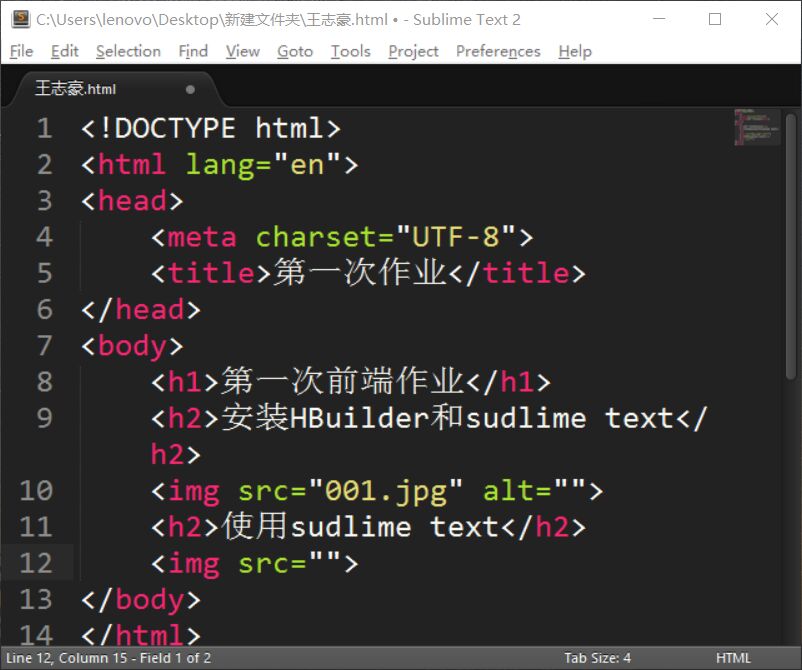 C:\Users\lenovo\Desktop\新建文件夹\王志豪.html • - Sublime Text 2
File Edit Selection Find View Goto Tools Project Preferences Help
王志豪.html
1 <!DOCTYPE html>
2 <html lang="en">
3 <head>
4 <meta charset="UTF-8">
5 <title>第一次作业</title>
6 </head>
7 <body>
8 <h1>第一次前端作业</h1>
9 <h2>安装HBuilder和sudlime text</
h2>
10 <img src="001.jpg" alt="">
11 <h2>使用sudlime text</h2>
12 <img src="">
13 </body>
14 </html>
Line 12, Column 15 - Field 1 of 2 Tab Size: 4 HTML